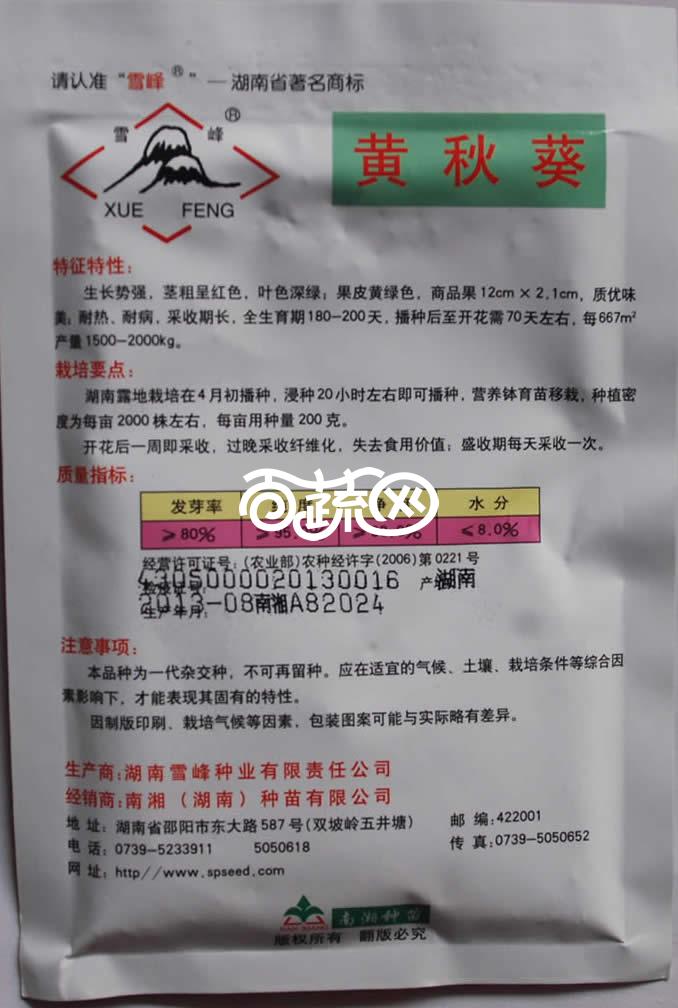 请认准“雪峰®”—湖南省著名商标
雪 峰®
XUE FENG
黄秋葵
特征特性：
生长势强，茎粗呈红色，叶色深绿；果皮黄绿色，商品果12cm×2.1cm，质优味
美；耐热、耐病，采收期长，全生育期180-200天，播种后至开花需70天左右，每667m²
产量1500-2000kg。
栽培要点：
湖南露地栽培在4月初播种，浸种20小时左右即可播种，营养钵育苗移栽，种植密
度为每亩2000株左右，每亩用种量200克。
开花后一周即采收，过晚采收纤维化，失去食用价值；盛收期每天采收一次。
质量指标：
发芽率 度 净 水分
≥80% ≥95. ≤8.0%
百蔬网
经营许可证号：(农业部)农种经许字(2006)第0221号
4305000020130016 产 湖南
2013-08南湘A82024
生产年月：
注意事项：
本品种为一代杂交种，不可再留种。应在适宜的气候、土壤、栽培条件等综合因
素影响下，才能表现其固有的特性。
因制版印刷、栽培气候等因素，包装图案可能与实际略有差异。
生产商：湖南雪峰种业有限责任公司
经销商：南湘（湖南）种苗有限公司
地 址：湖南省邵阳市东大路587号(双坡岭五井塘) 邮 编：422001
电 话：0739-5233911 5050618 传 真：0739-5050652
网 址：http//www.spseed.com
NAN XIANG 南湘种苗
版权所有 翻版必究